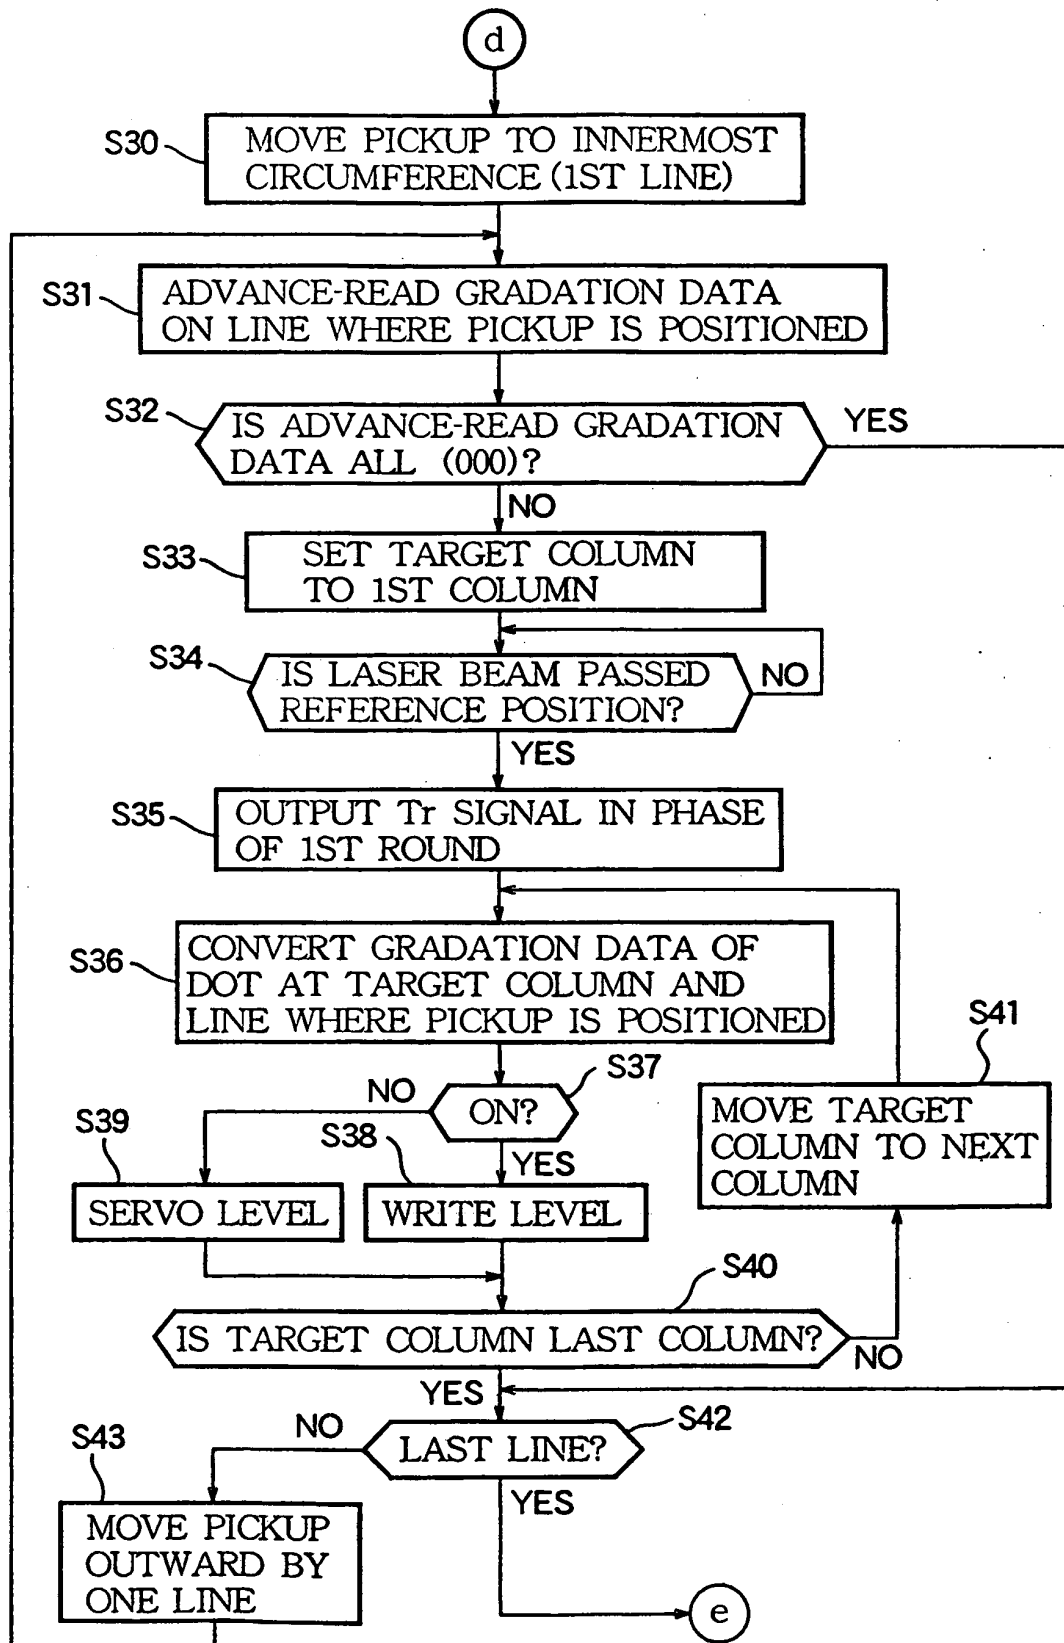 d
S30
MOVE PICKUP TO INNERMOST
CIRCUMFERENCE (1ST LINE)
S31
ADVANCE-READ GRADATION DATA
ON LINE WHERE PICKUP IS POSITIONED
S32
IS ADVANCE-READ GRADATION
DATA ALL (000)?
YES
NO
S33
SET TARGET COLUMN
TO 1ST COLUMN
S34
IS LASER BEAM PASSED
REFERENCE POSITION?
NO
YES
S35
OUTPUT Tr SIGNAL IN PHASE
OF 1ST ROUND
S36
CONVERT GRADATION DATA OF
DOT AT TARGET COLUMN AND
LINE WHERE PICKUP IS POSITIONED
S37
ON?
NO
YES
S39
SERVO LEVEL
S38
WRITE LEVEL
S41
MOVE TARGET
COLUMN TO NEXT
COLUMN
S40
IS TARGET COLUMN LAST COLUMN?
NO
YES
S42
LAST LINE?
NO
YES
S43
MOVE PICKUP
OUTWARD BY
ONE LINE
e